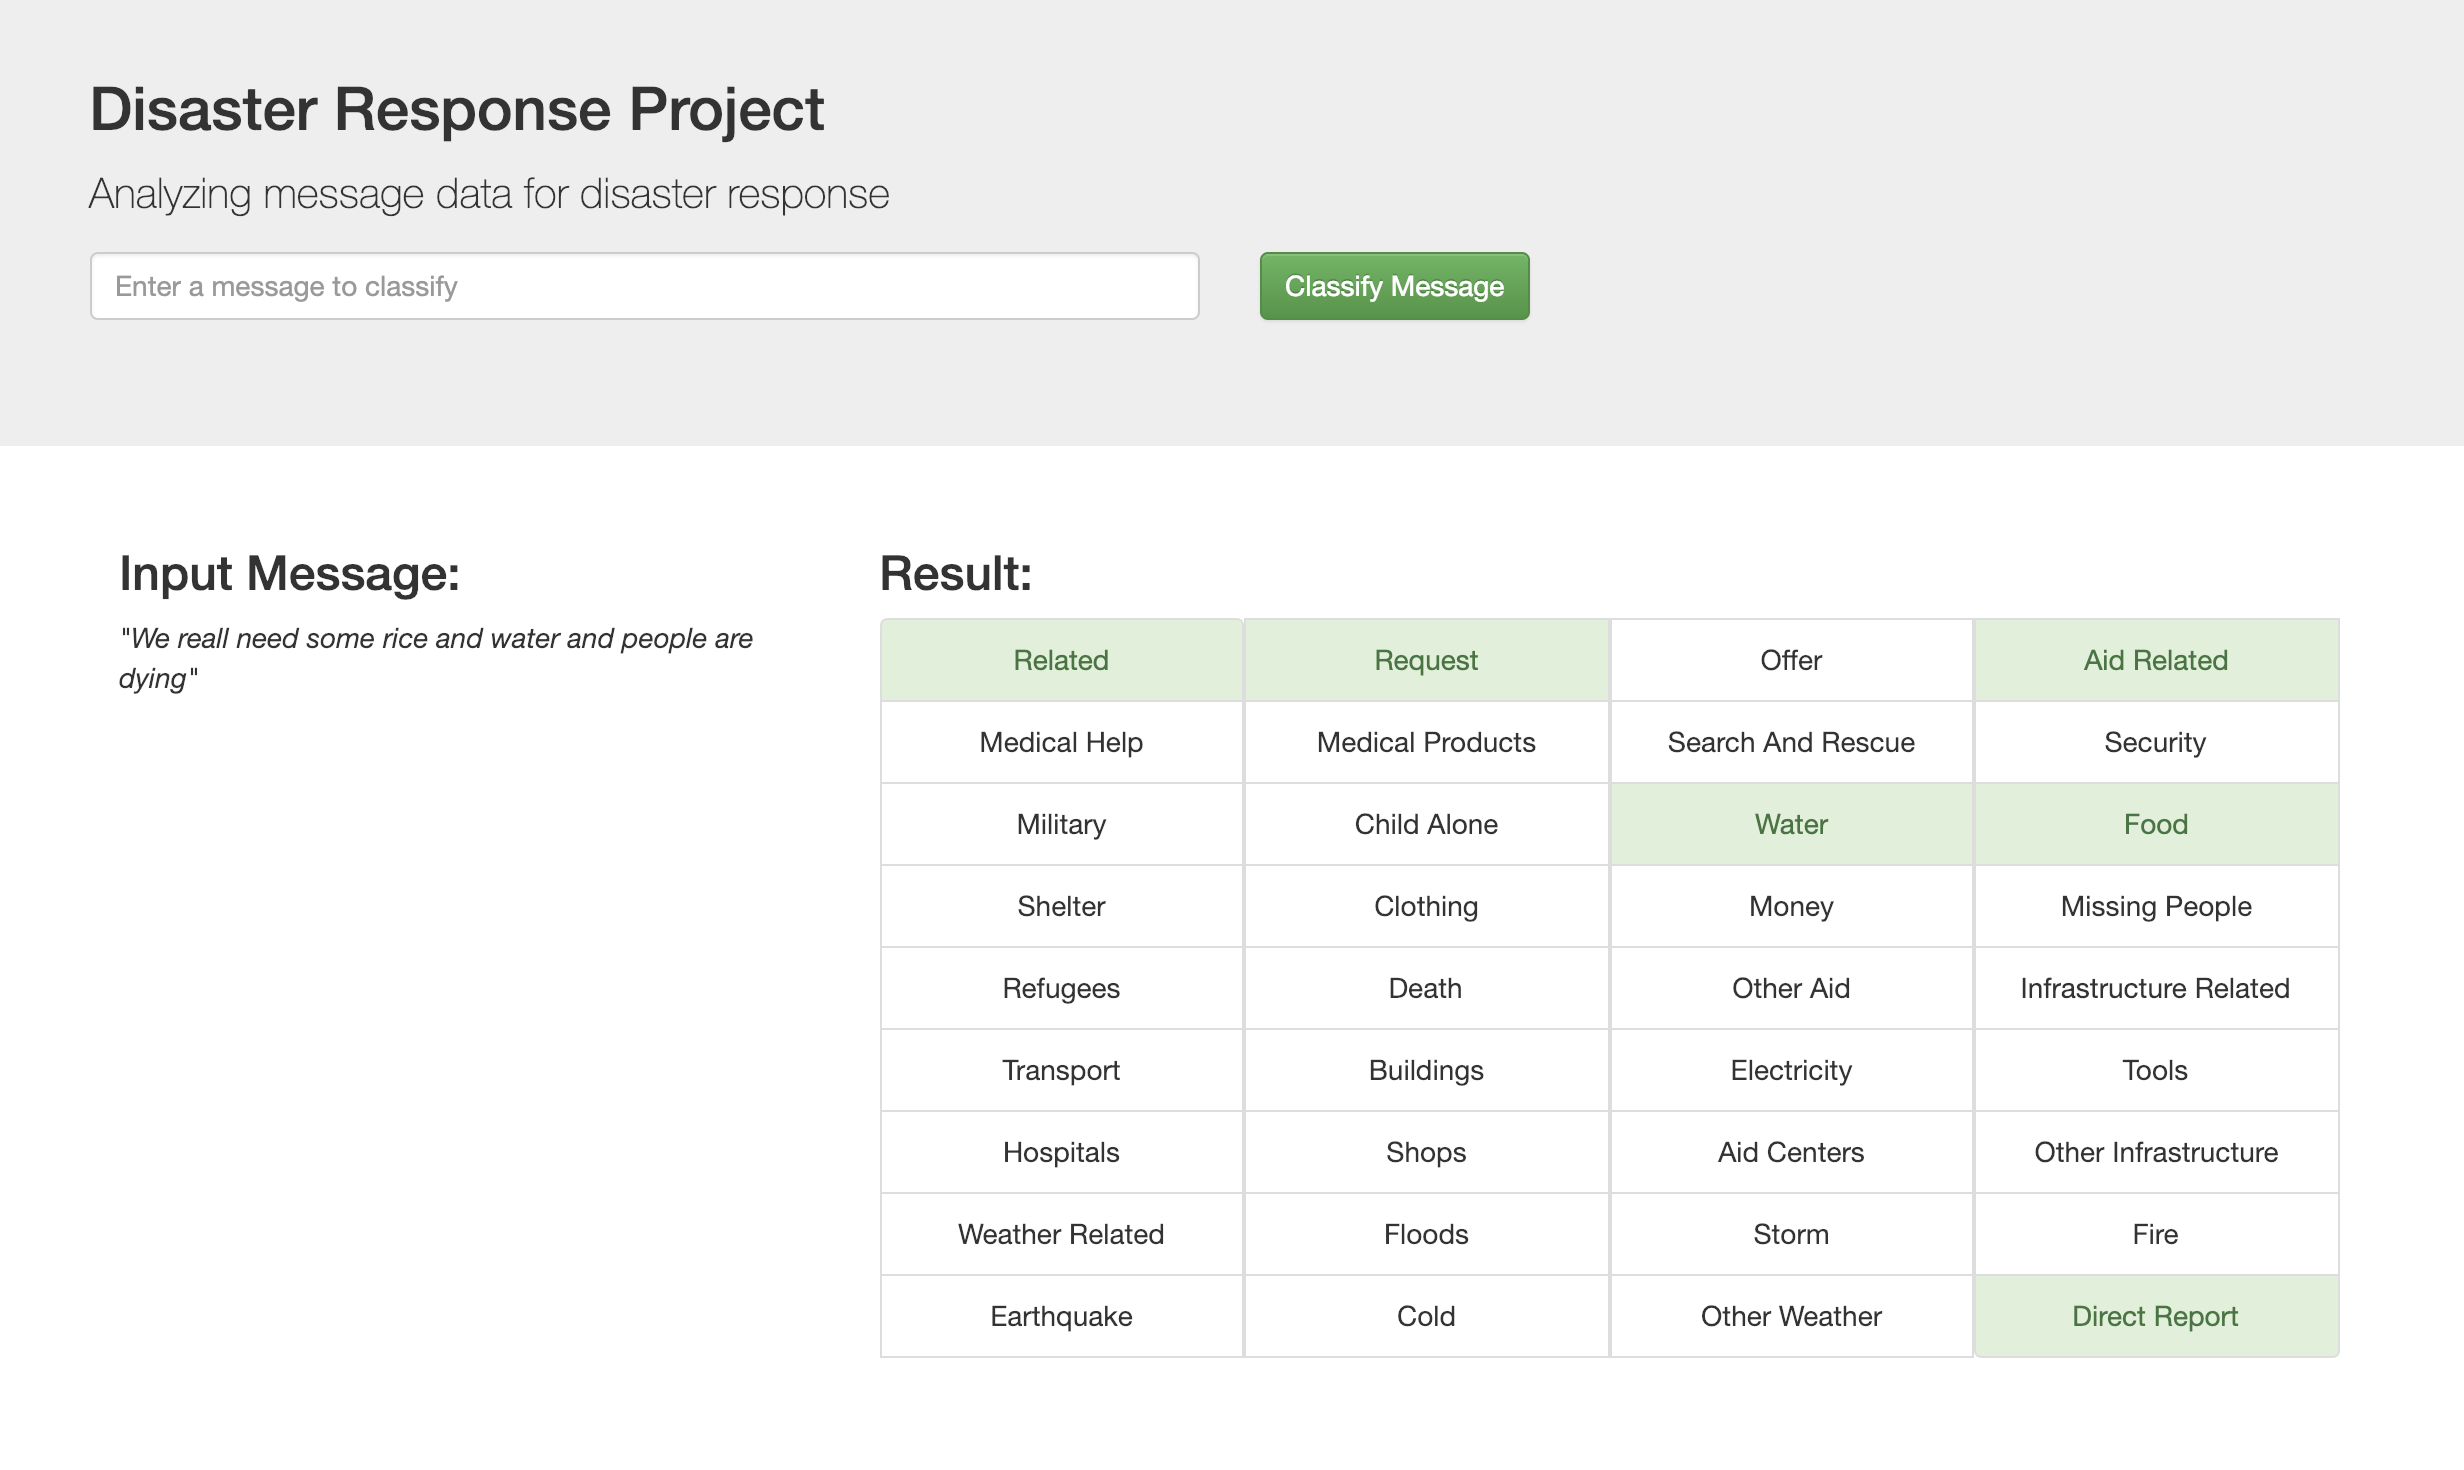 Disaster Response Project
Analyzing message data for disaster response
Enter a message to classify
Classify Message
Input Message:
"We reall need some rice and water and people are
dying"
Result:
Related Request Offer Aid Related
Medical Help Medical Products Search And Rescue Security
Military Child Alone Water Food
Shelter Clothing Money Missing People
Refugees Death Other Aid Infrastructure Related
Transport Buildings Electricity Tools
Hospitals Shops Aid Centers Other Infrastructure
Weather Related Floods Storm Fire
Earthquake Cold Other Weather Direct Report